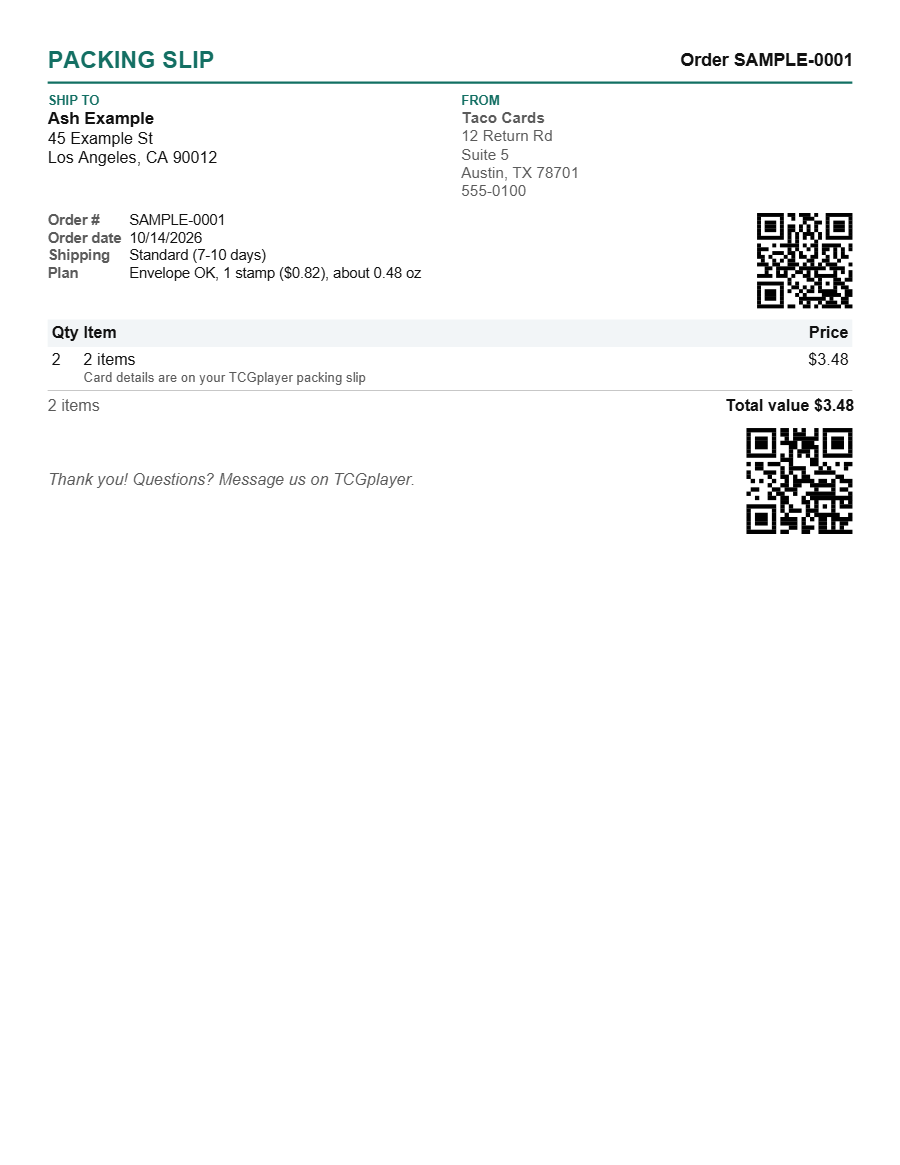 PACKING SLIP
Order SAMPLE-0001
SHIP TO
Ash Example
45 Example St
Los Angeles, CA 90012
FROM
Taco Cards
12 Return Rd
Suite 5
Austin, TX 78701
555-0100
Order # SAMPLE-0001
Order date 10/14/2026
Shipping Standard (7-10 days)
Plan Envelope OK, 1 stamp ($0.82), about 0.48 oz
Qty Item Price
2 2 items $3.48
Card details are on your TCGplayer packing slip
2 items Total value $3.48
Thank you! Questions? Message us on TCGplayer.